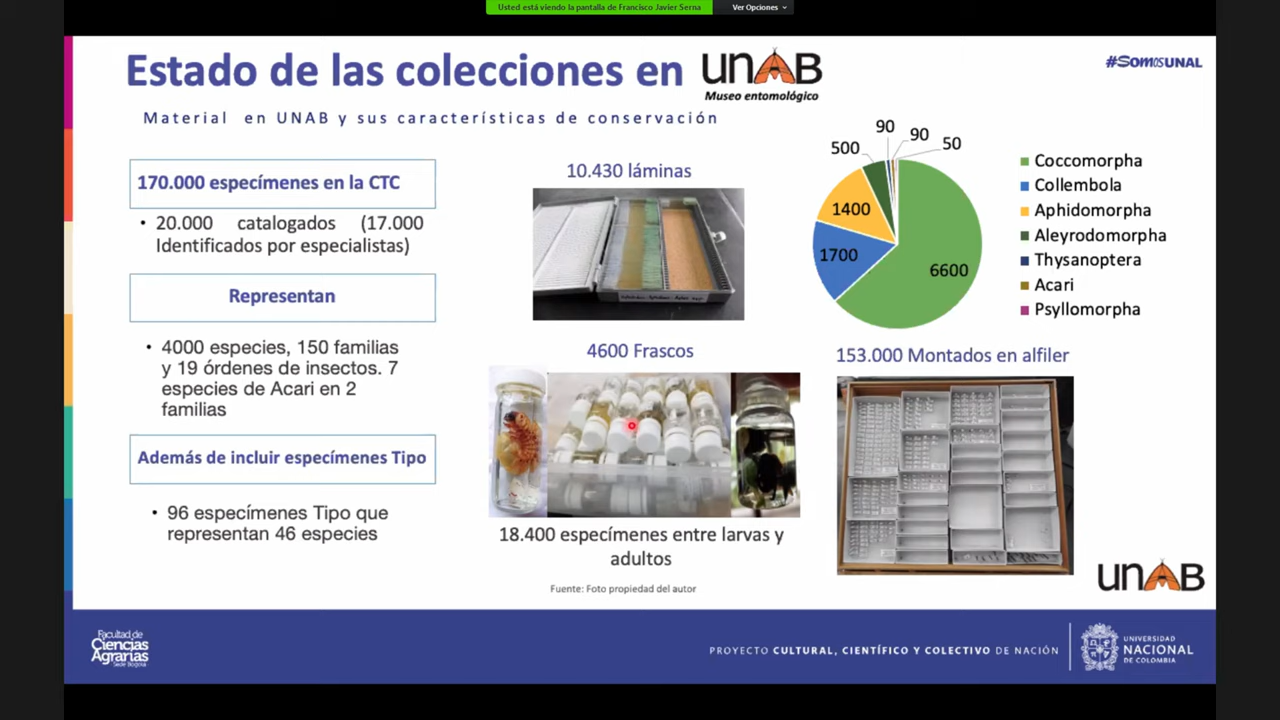 Usted está viendo la pantalla de Francisco Javier Serna
Ver Opciones
Estado de las colecciones en
UNAB
Museo entomológico
#SomosUNAL
Material en UNAB y sus características de conservación
170.000 especímenes en la CTC
• 20.000 catalogados (17.000
Identificados por especialistas)
Representan
• 4000 especies, 150 familias
y 19 órdenes de insectos. 7
especies de Acari en 2
familias
Además de incluir especímenes Tipo
• 96 especímenes Tipo que
representan 46 especies
10.430 láminas
4600 Frascos
18.400 especímenes entre larva y
adultos
Fuente: Foto propiedad del autor
90
90
50
500
1400
1700
6600
Coccomorpha
Collembola
Aphidomorpha
Aleyrodomorpha
Thysanoptera
Acari
Psyllomorpha
153.000 Montados en alfiler
UNAB
Facultad de
Ciencias
Agrarias
Sede Bogotá
PROYECTO CULTURAL, CIENTÍFICO Y COLECTIVO DE NACIÓN
UNIVERSIDAD
NACIONAL
DE COLOMBIA